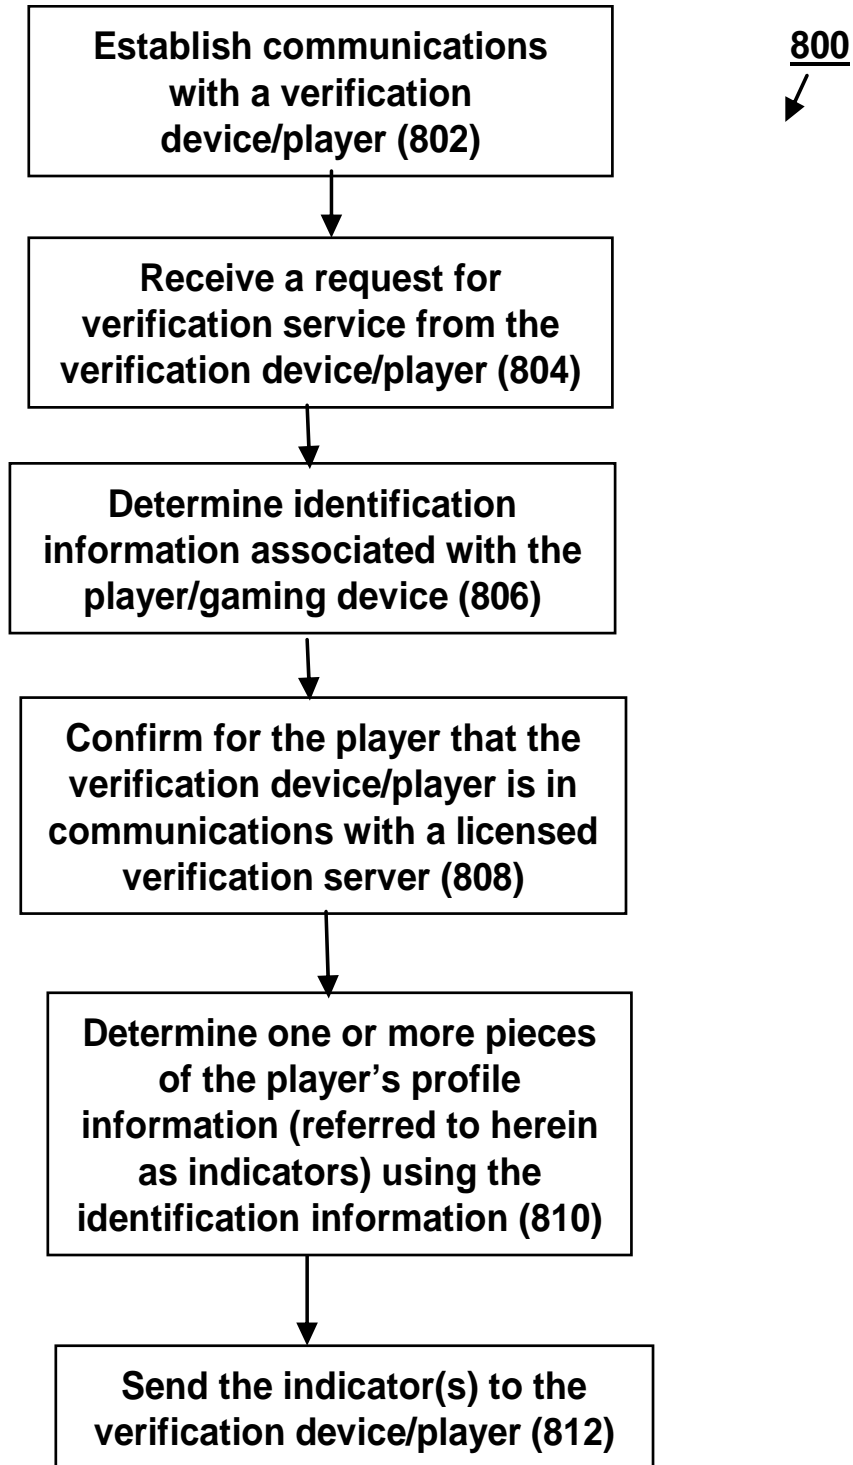 800
Establish communications
with a verification
device/player (802)
Receive a request for
verification service from the
verification device/player (804)
Determine identification
information associated with the
player/gaming device (806)
Confirm for the player that the
verification device/player is in
communications with a licensed
verification server (808)
Determine one or more pieces
of the player’s profile
information (referred to herein
as indicators) using the
identification information (810)
Send the indicator(s) to the
verification device/player (812)